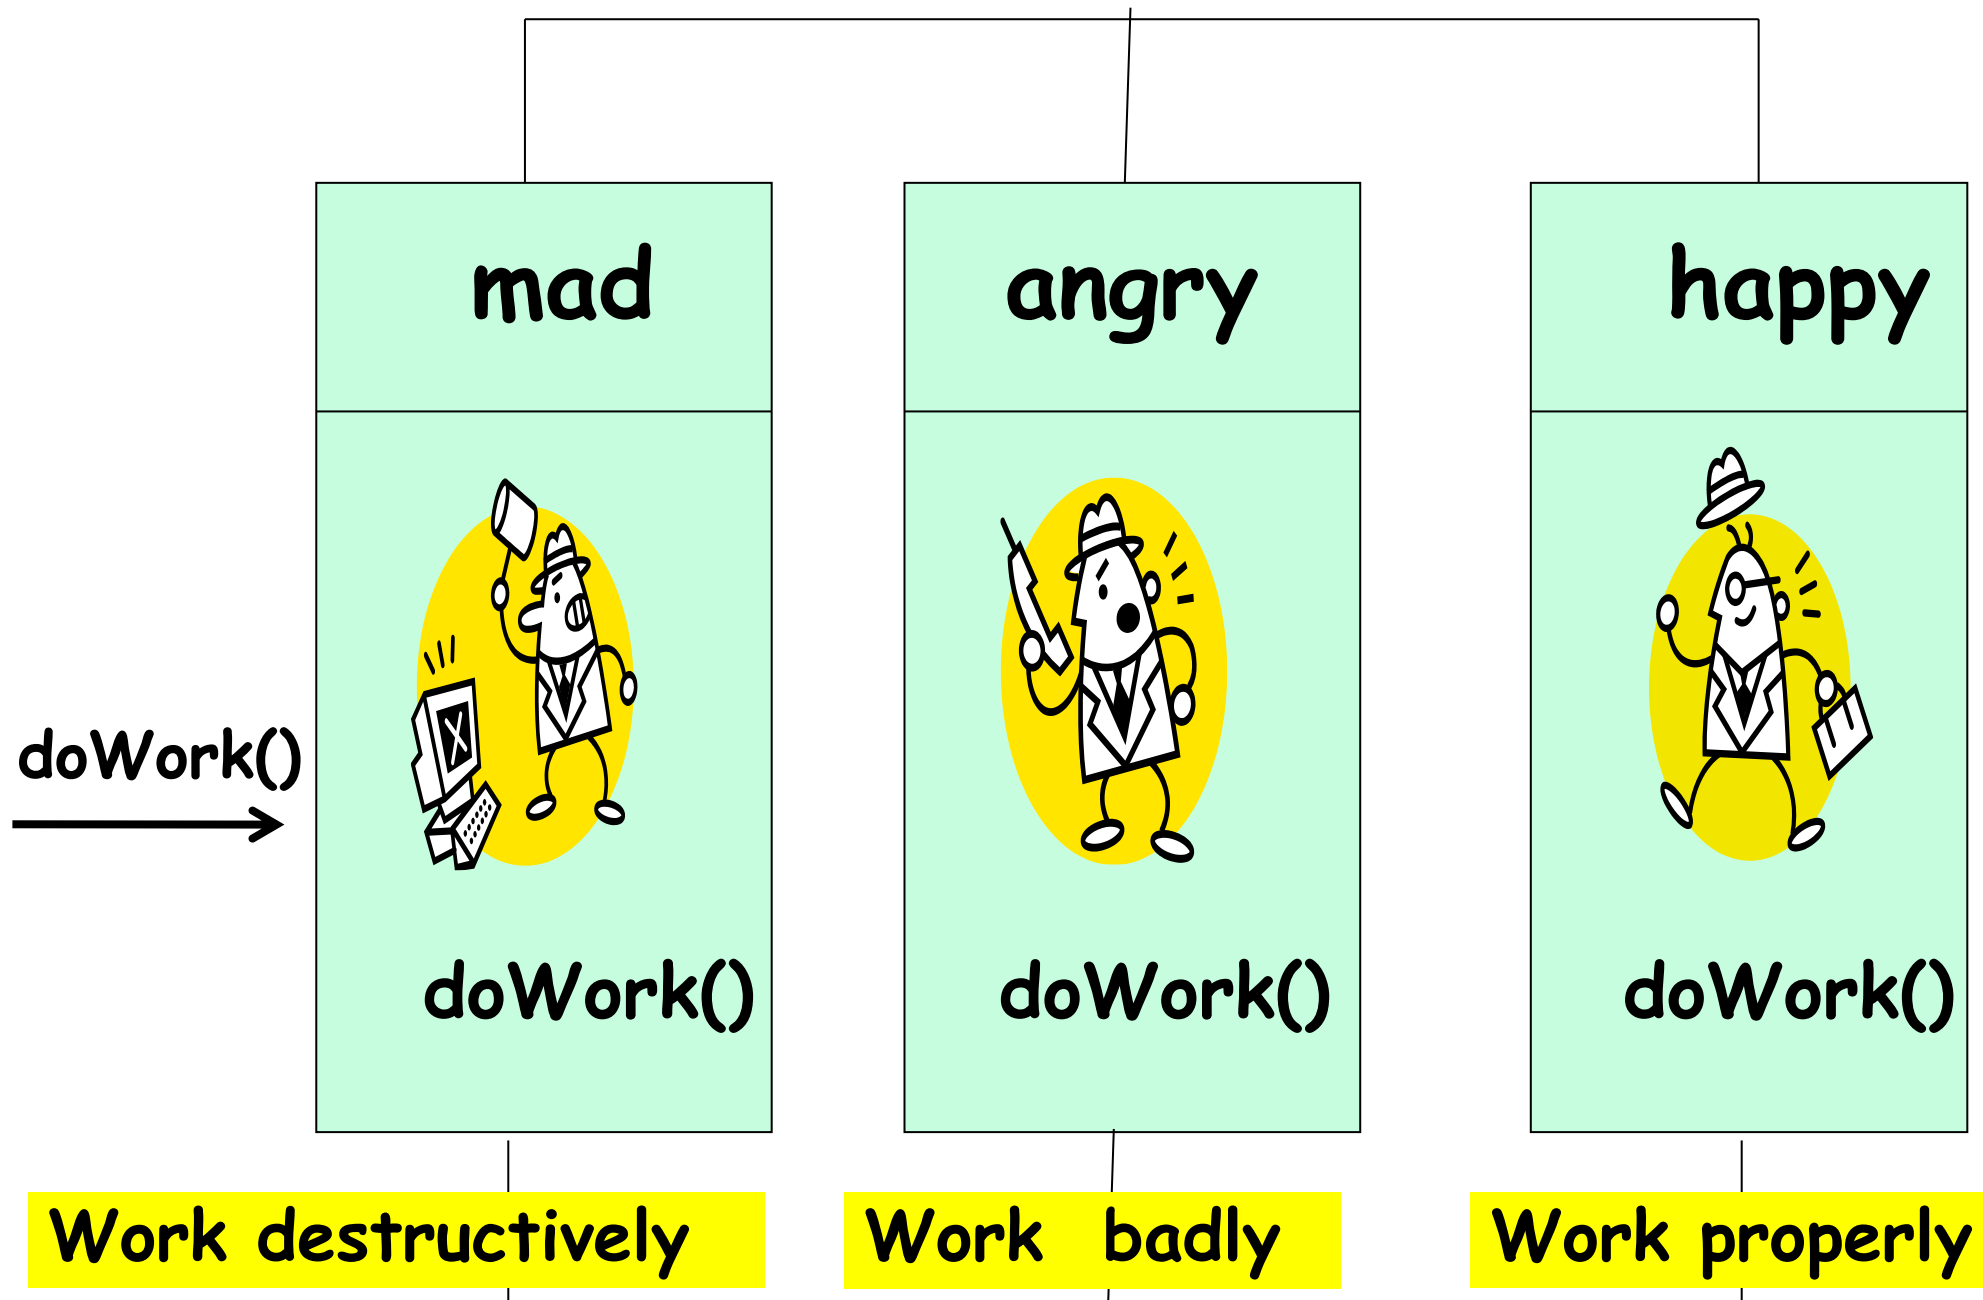 mad
angry
happy
doWork()
doWork()
doWork()
doWork()
Work destructively
Work badly
Work properly